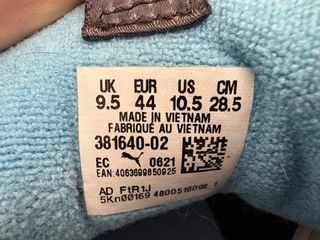 UK EUR US CM
9.5 44 10.5 28.5
MADE IN VIETNAM
FABRIQUÉ AU VIETNAM
381640-02
EC 0621
EAN: 4063699850925
AD FtR1J
5Kn00169 4800516098 1